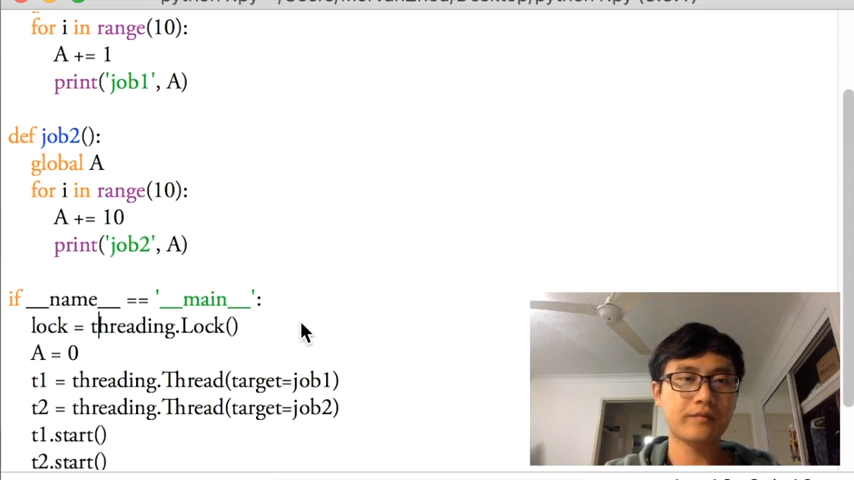 for i in range(10):
A += 1
print('job1', A)
def job2():
global A
for i in range(10):
A += 10
print('job2', A)
if __name__ == '__main__':
lock = threading.Lock()
A = 0
t1 = threading.Thread(target=job1)
t2 = threading.Thread(target=job2)
t1.start()
t2.start()